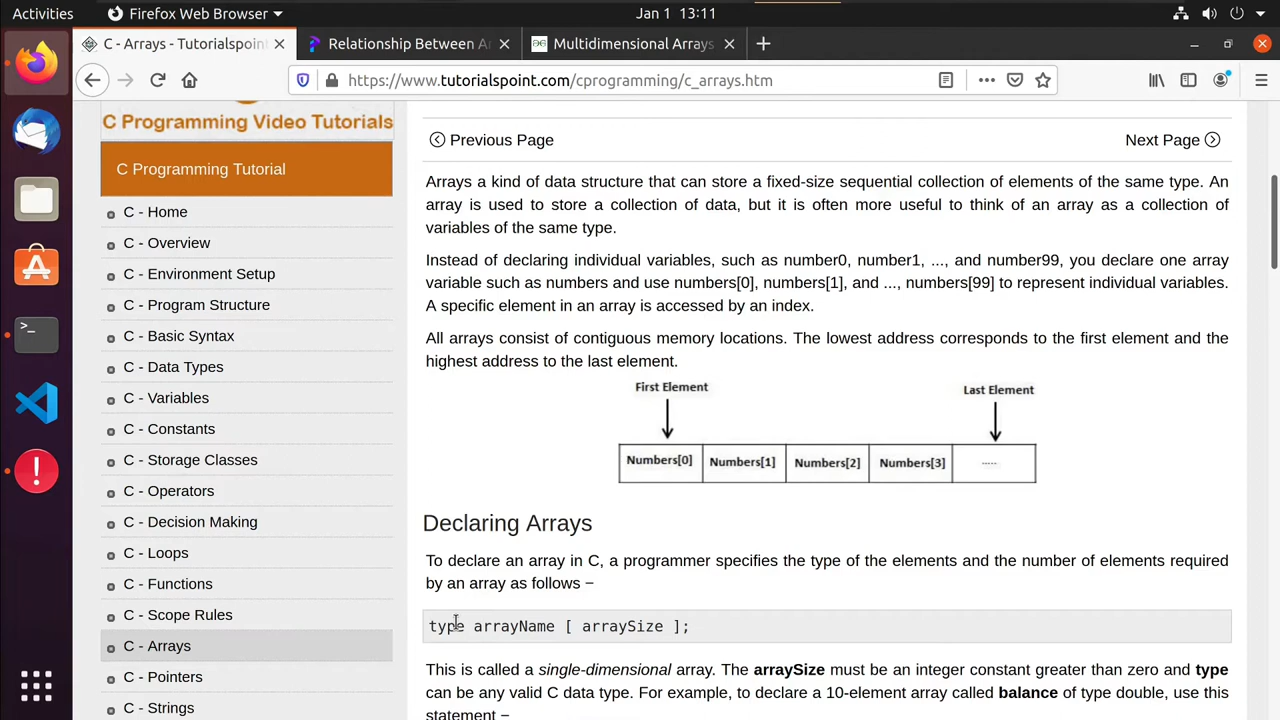 Activities Firefox Web Browser Jan 1 13:11
C - Arrays - Tutorialspoint Relationship Between Ar Multidimensional Arrays
https://www.tutorialspoint.com/cprogramming/c_arrays.htm
C Programming Video Tutorials
C Programming Tutorial
C - Home
C - Overview
C - Environment Setup
C - Program Structure
C - Basic Syntax
C - Data Types
C - Variables
C - Constants
C - Storage Classes
C - Operators
C - Decision Making
C - Loops
C - Functions
C - Scope Rules
C - Arrays
C - Pointers
C - Strings
Previous Page Next Page
Arrays a kind of data structure that can store a fixed-size sequential collection of elements of the same type. An
array is used to store a collection of data, but it is often more useful to think of an array as a collection of
variables of the same type.
Instead of declaring individual variables, such as number0, number1, ..., and number99, you declare one array
variable such as numbers and use numbers[0], numbers[1], and ..., numbers[99] to represent individual variables.
A specific element in an array is accessed by an index.
All arrays consist of contiguous memory locations. The lowest address corresponds to the first element and the
highest address to the last element.
First Element Last Element
Numbers[0] Numbers[1] Numbers[2] Numbers[3] .....
Declaring Arrays
To declare an array in C, a programmer specifies the type of the elements and the number of elements required
by an array as follows −
type arrayName [ arraySize ];
This is called a single-dimensional array. The arraySize must be an integer constant greater than zero and type
can be any valid C data type. For example, to declare a 10-element array called balance of type double, use this
statement −